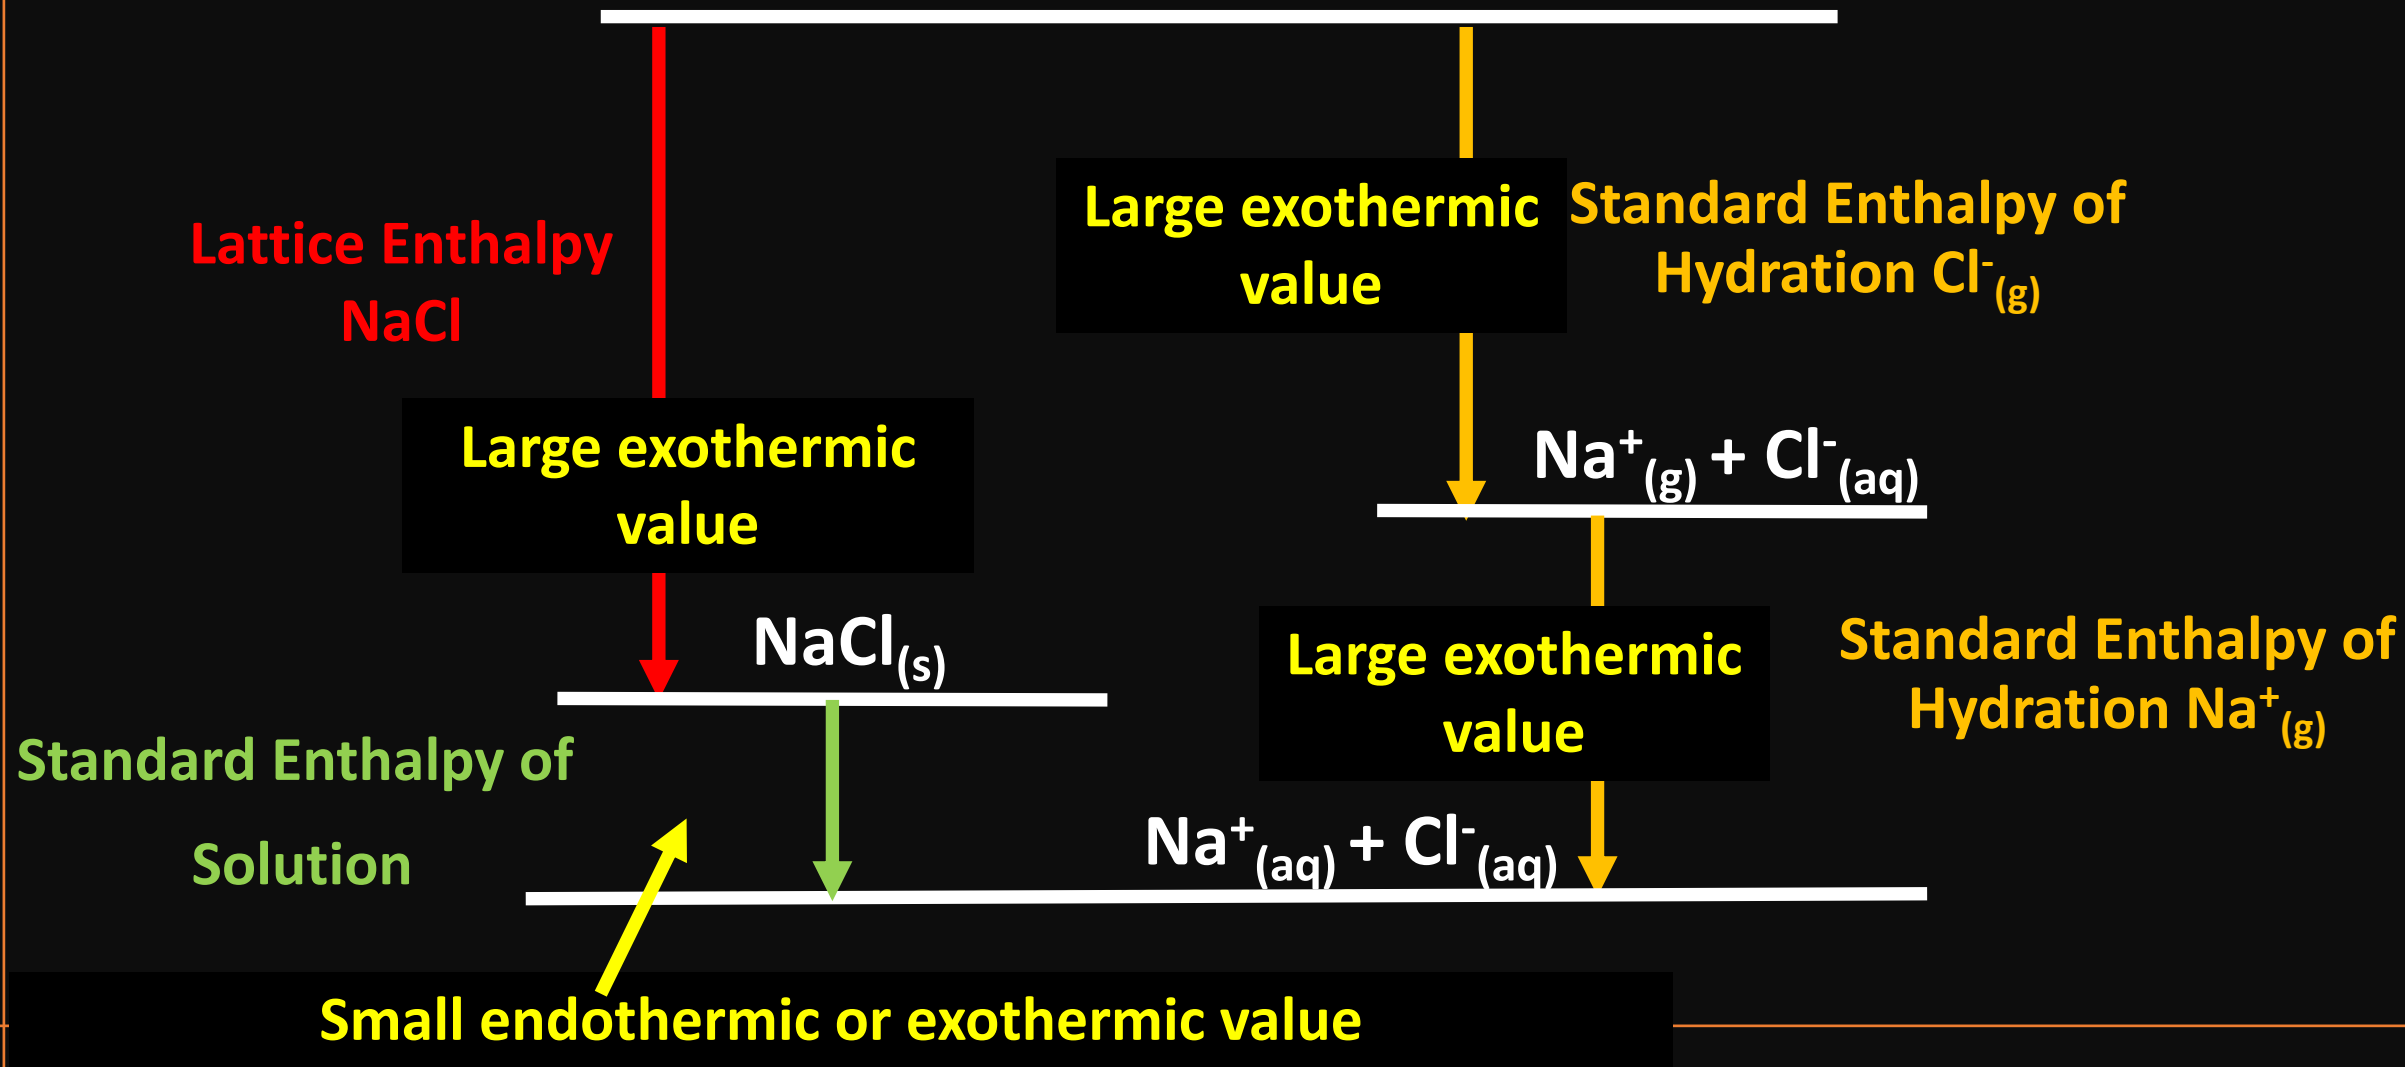 Large exothermic
value
Standard Enthalpy of
Hydration Cl⁻(g)
Lattice Enthalpy
NaCl
Large exothermic
value
Na⁺(g) + Cl⁻(aq)
NaCl(s)
Large exothermic
value
Standard Enthalpy of
Hydration Na⁺(g)
Standard Enthalpy of
Solution
Na⁺(aq) + Cl⁻(aq)
Small endothermic or exothermic value